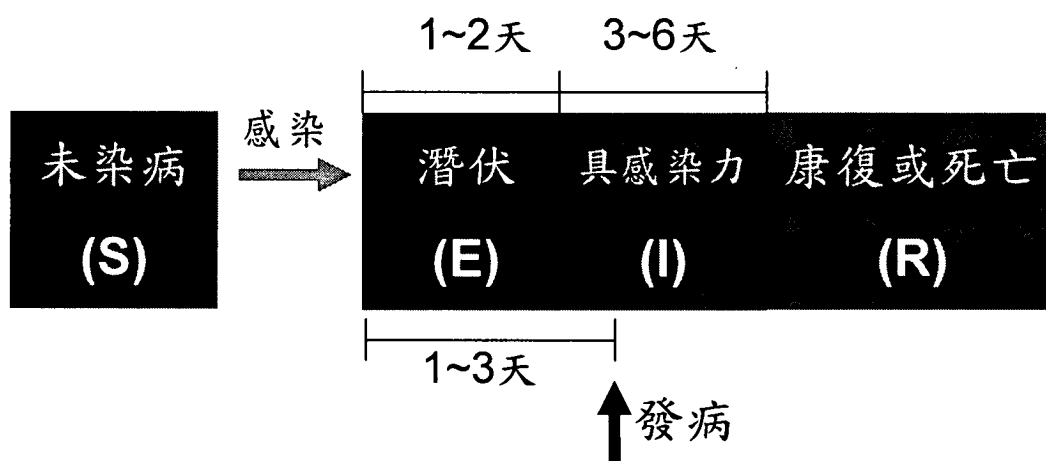 1~2天
3~6天
感染
未染病
(S)
潛伏
(E)
具感染力
(I)
康復或死亡
(R)
1~3天
發病